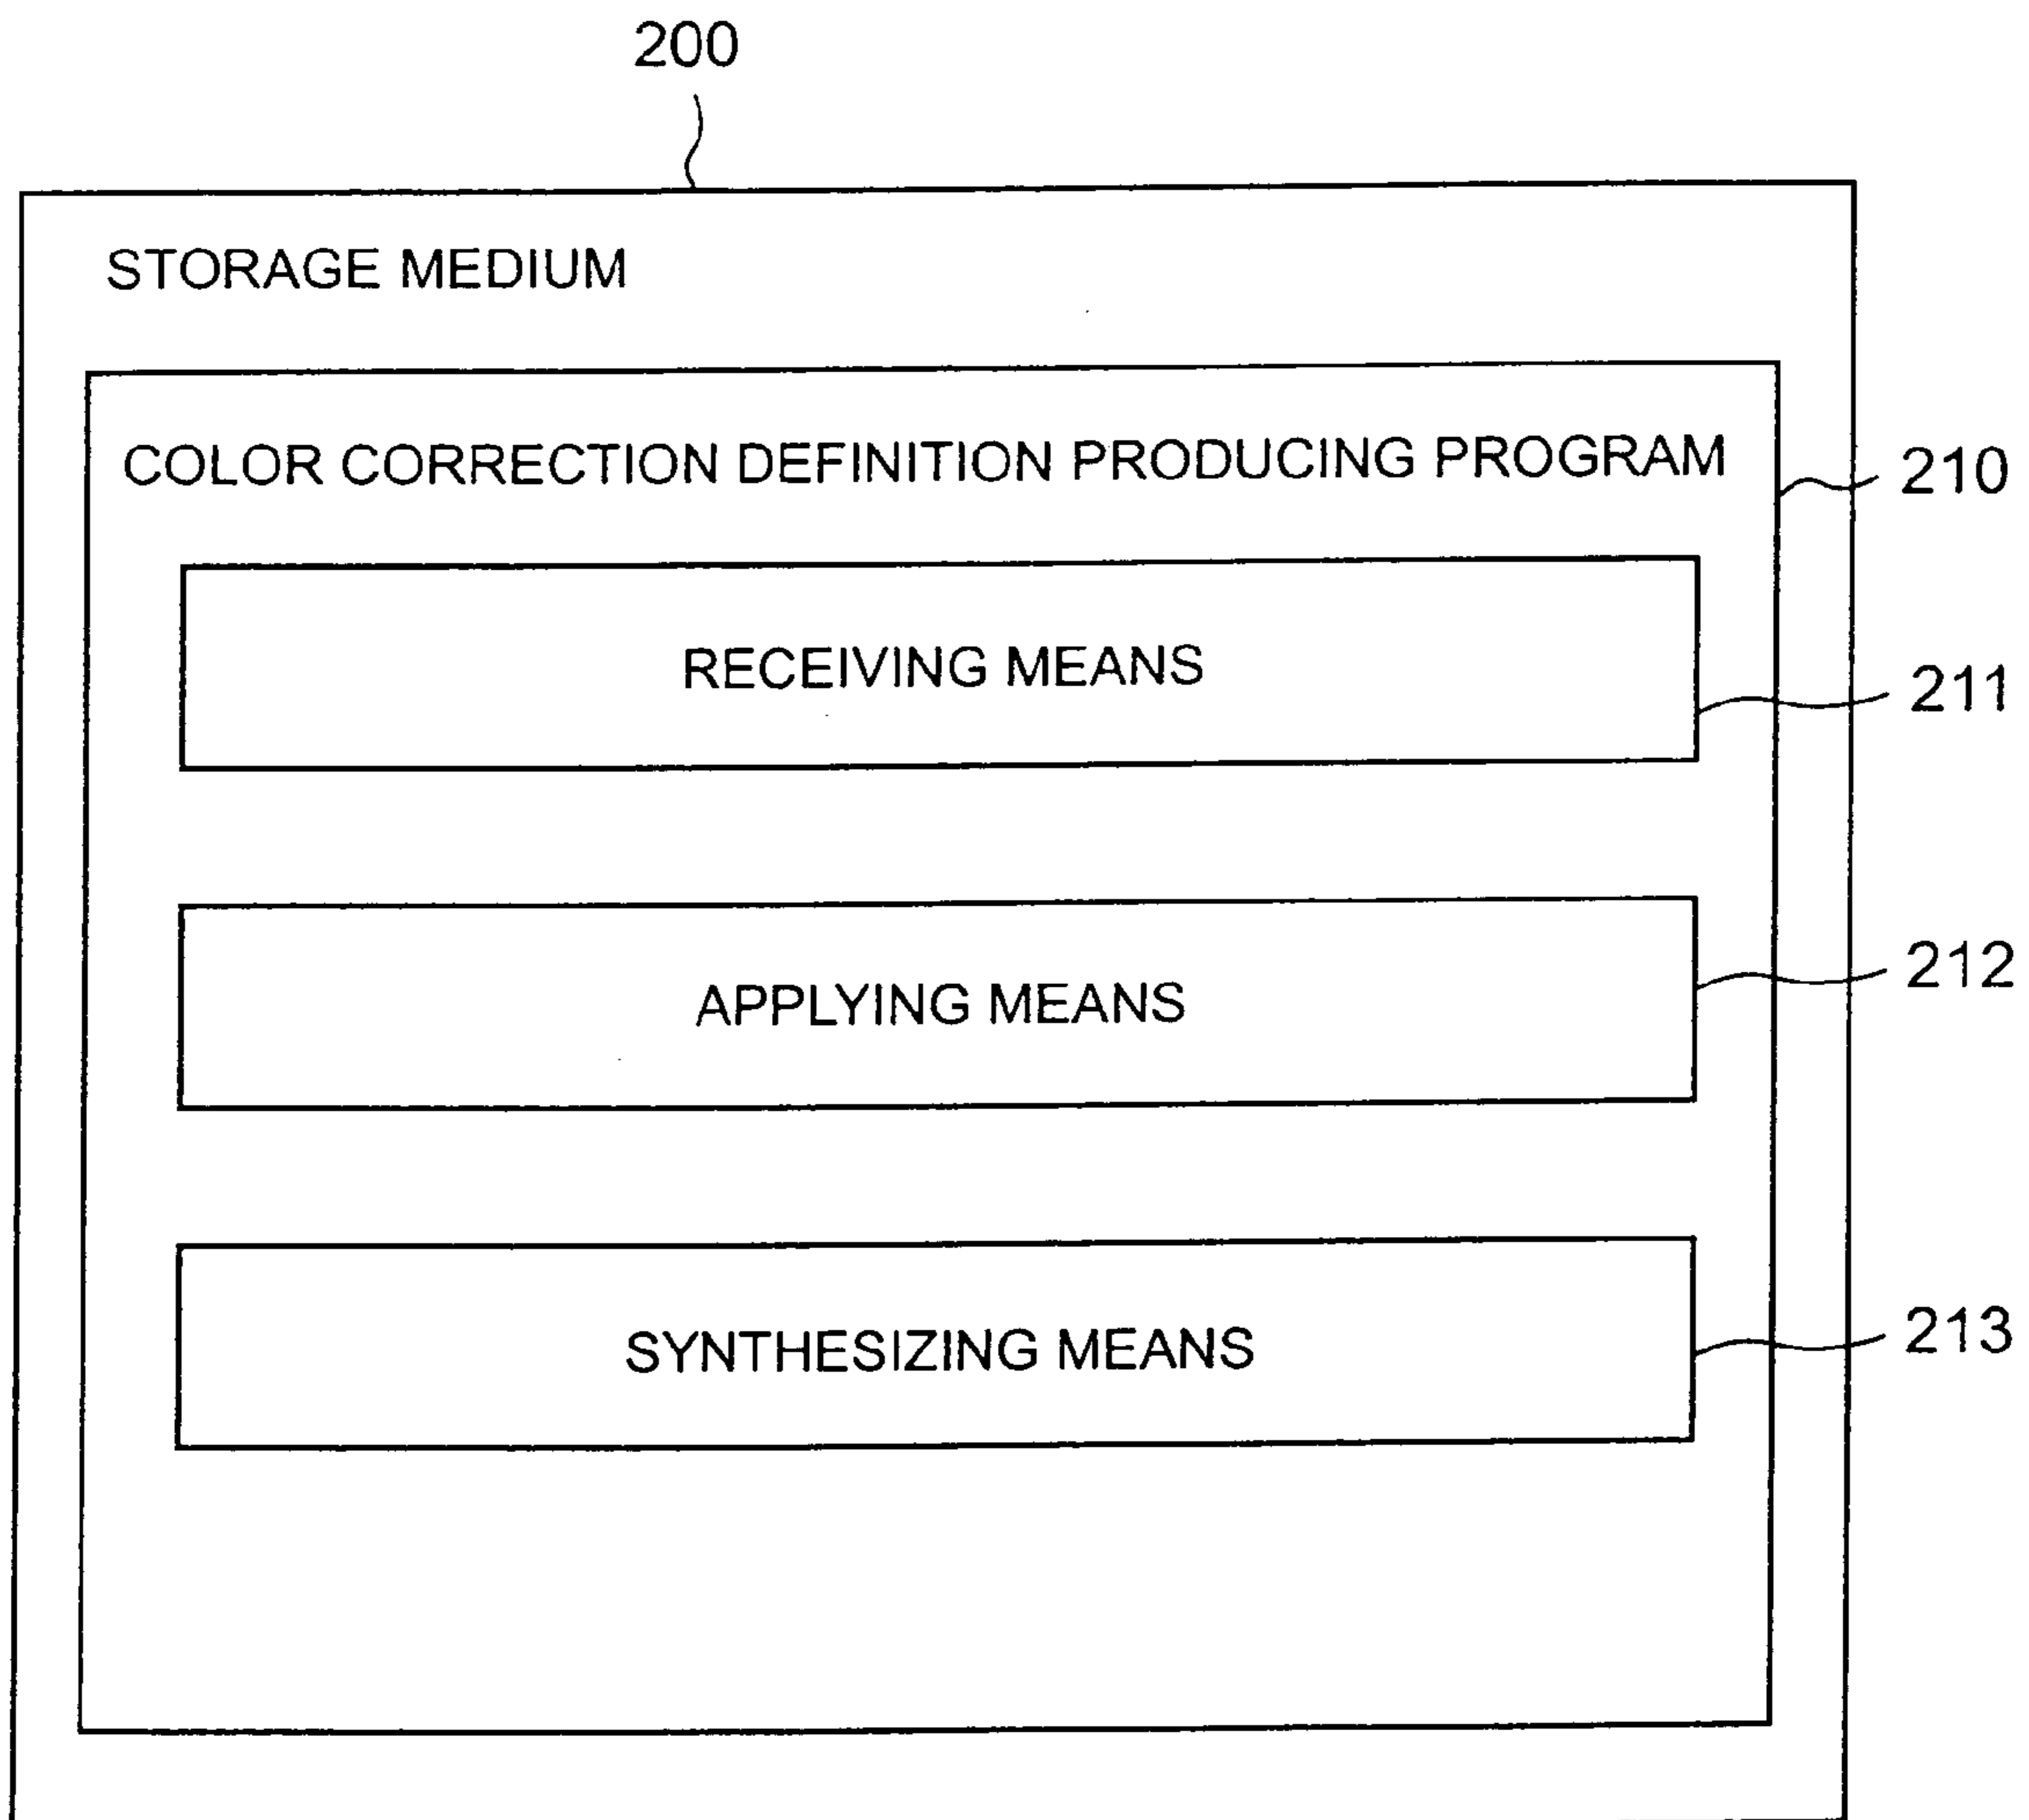 200
STORAGE MEDIUM
COLOR CORRECTION DEFINITION PRODUCING PROGRAM
210
RECEIVING MEANS
211
APPLYING MEANS
212
SYNTHESIZING MEANS
213